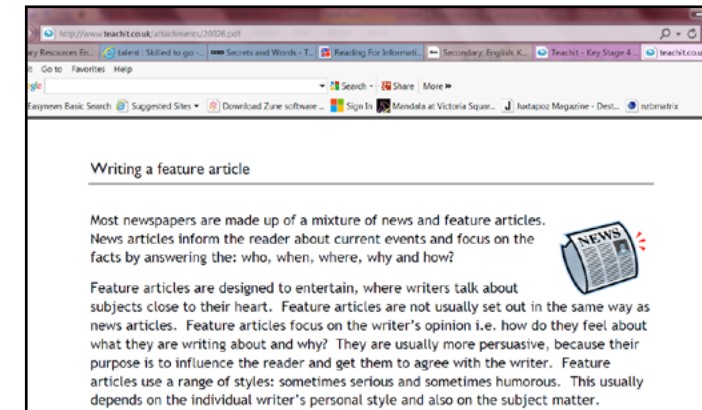 http://www.teachit.co.uk/attachments/20026.pdf
ry Resources En... talent : Skilled to go -... Secrets and Words - T... Reading For Informati... Secondary: English: K... Teachit - Key Stage 4... teachit.co.u
Go to Favorites Help
Search Share More »
Easynews Basic Search Suggested Sites Download Zune software ... Sign In Mandala at Victoria Squar... Juxtapoz Magazine - Dest... nzbmatrix
Writing a feature article
Most newspapers are made up of a mixture of news and feature articles.
News articles inform the reader about current events and focus on the
facts by answering the: who, when, where, why and how?
NEWS
Feature articles are designed to entertain, where writers talk about
subjects close to their heart. Feature articles are not usually set out in the same way as
news articles. Feature articles focus on the writer's opinion i.e. how do they feel about
what they are writing about and why? They are usually more persuasive, because their
purpose is to influence the reader and get them to agree with the writer. Feature
articles use a range of styles: sometimes serious and sometimes humorous. This usually
depends on the individual writer's personal style and also on the subject matter.